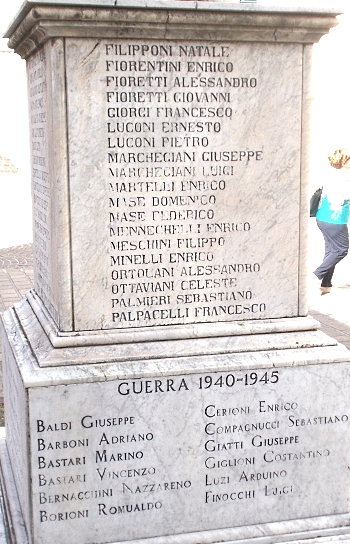 FILIPPONI NATALE
FIORENTINI ENRICO
FIORETTI ALESSANDRO
FIORETTI GIOVANNI
GIORGI FRANCESCO
LUCONI ERNESTO
LUCONI PIETRO
MARCHEGIANI GIUSEPPE
MARCHEGIANI LUIGI
MARTELLI ENRICO
MASE DOMENICO
MASE FEDERICO
MENNECHELLI ENRICO
MESCHINI FILIPPO
MINELLI ENRICO
ORTOLANI ALESSANDRO
OTTAVIANI CELESTE
PALMIERI SEBASTIANO
PALPACELLI FRANCESCO
GUERRA 1940-1945
BALDI GIUSEPPE
BARBONI ADRIANO
BASTARI MARINO
BASTARI VINCENZO
BERNACCHINI NAZZARENO
BORIONI ROMUALDO
CERIONI ENRICO
COMPAGNUCCI SEBASTIANO
GIATTI GIUSEPPE
GIGLIONI COSTANTINO
LUZI ARDUINO
FINOCCHI LUIGI